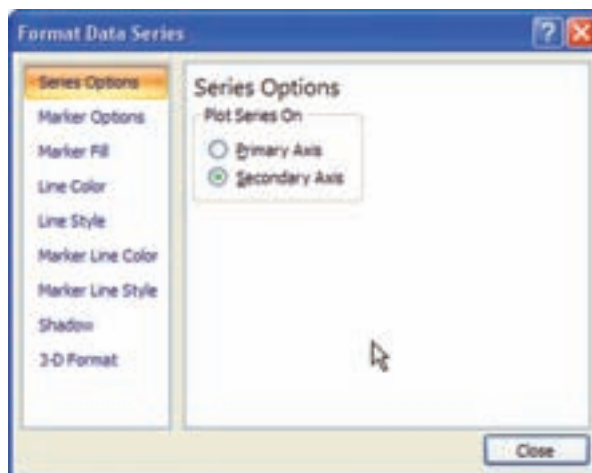 Format Data Series
Series Options
Marker Options
Marker Fill
Line Color
Line Style
Marker Line Color
Marker Line Style
Shadow
3-D Format
Series Options
Plot Series On
Primary Axis
Secondary Axis
Close